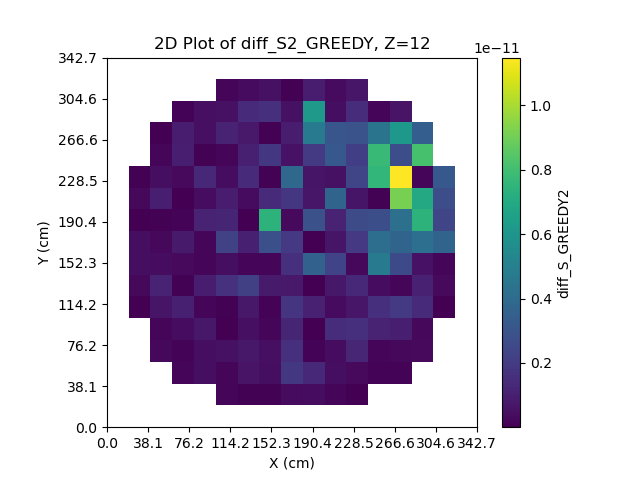 2D Plot of diff_S2_GREEDY, Z=12
1e−11
342.7
304.6
266.6
228.5
190.4
152.3
114.2
76.2
38.1
0.0
Y (cm)
0.0 38.1 76.2 114.2 152.3 190.4 228.5 266.6 304.6 342.7
X (cm)
1.0
0.8
0.6
0.4
0.2
diff_S_GREEDY2